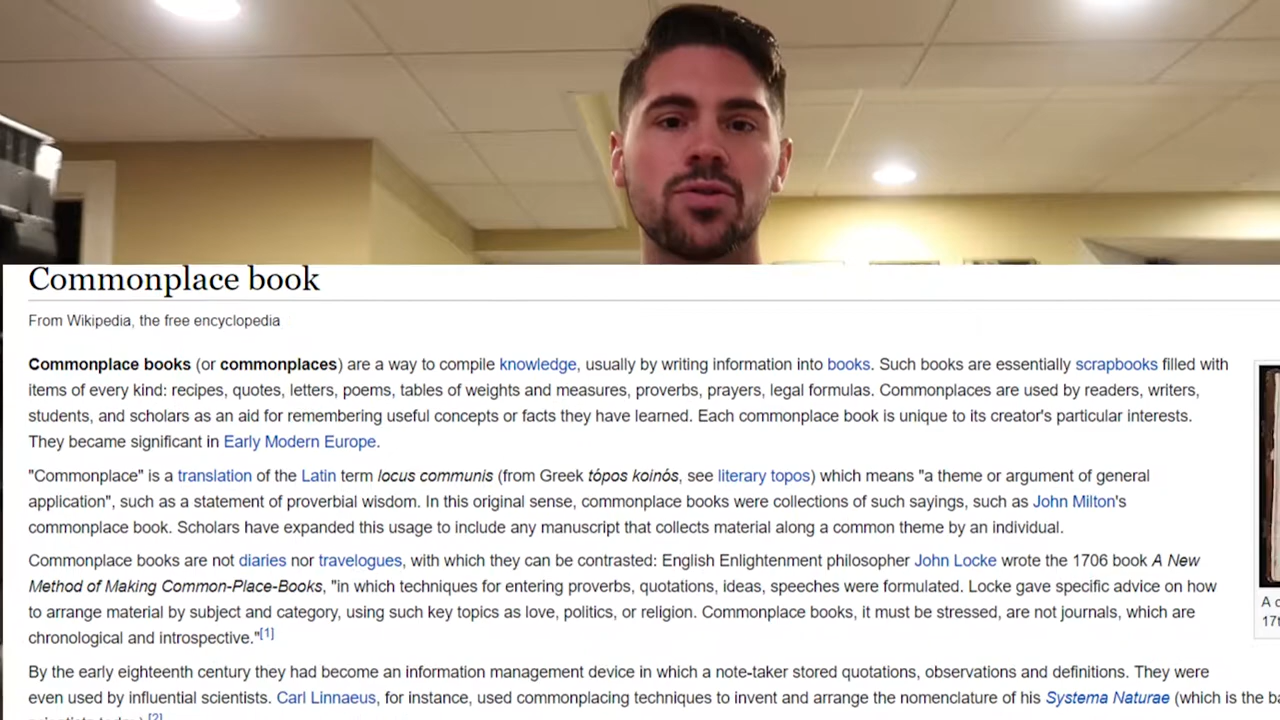 Commonplace book
From Wikipedia, the free encyclopedia
Commonplace books (or commonplaces) are a way to compile knowledge, usually by writing information into books. Such books are essentially scrapbooks filled with
items of every kind: recipes, quotes, letters, poems, tables of weights and measures, proverbs, prayers, legal formulas. Commonplaces are used by readers, writers,
students, and scholars as an aid for remembering useful concepts or facts they have learned. Each commonplace book is unique to its creator's particular interests.
They became significant in Early Modern Europe.
"Commonplace" is a translation of the Latin term locus communis (from Greek tópos koinós, see literary topos) which means "a theme or argument of general
application", such as a statement of proverbial wisdom. In this original sense, commonplace books were collections of such sayings, such as John Milton's
commonplace book. Scholars have expanded this usage to include any manuscript that collects material along a common theme by an individual.
Commonplace books are not diaries nor travelogues, with which they can be contrasted: English Enlightenment philosopher John Locke wrote the 1706 book A New
Method of Making Common-Place-Books, "in which techniques for entering proverbs, quotations, ideas, speeches were formulated. Locke gave specific advice on how
to arrange material by subject and category, using such key topics as love, politics, or religion. Commonplace books, it must be stressed, are not journals, which are
chronological and introspective."[1]
By the early eighteenth century they had become an information management device in which a note-taker stored quotations, observations and definitions. They were
even used by influential scientists. Carl Linnaeus, for instance, used commonplacing techniques to invent and arrange the nomenclature of his Systema Naturae (which is the
[2]
A
17